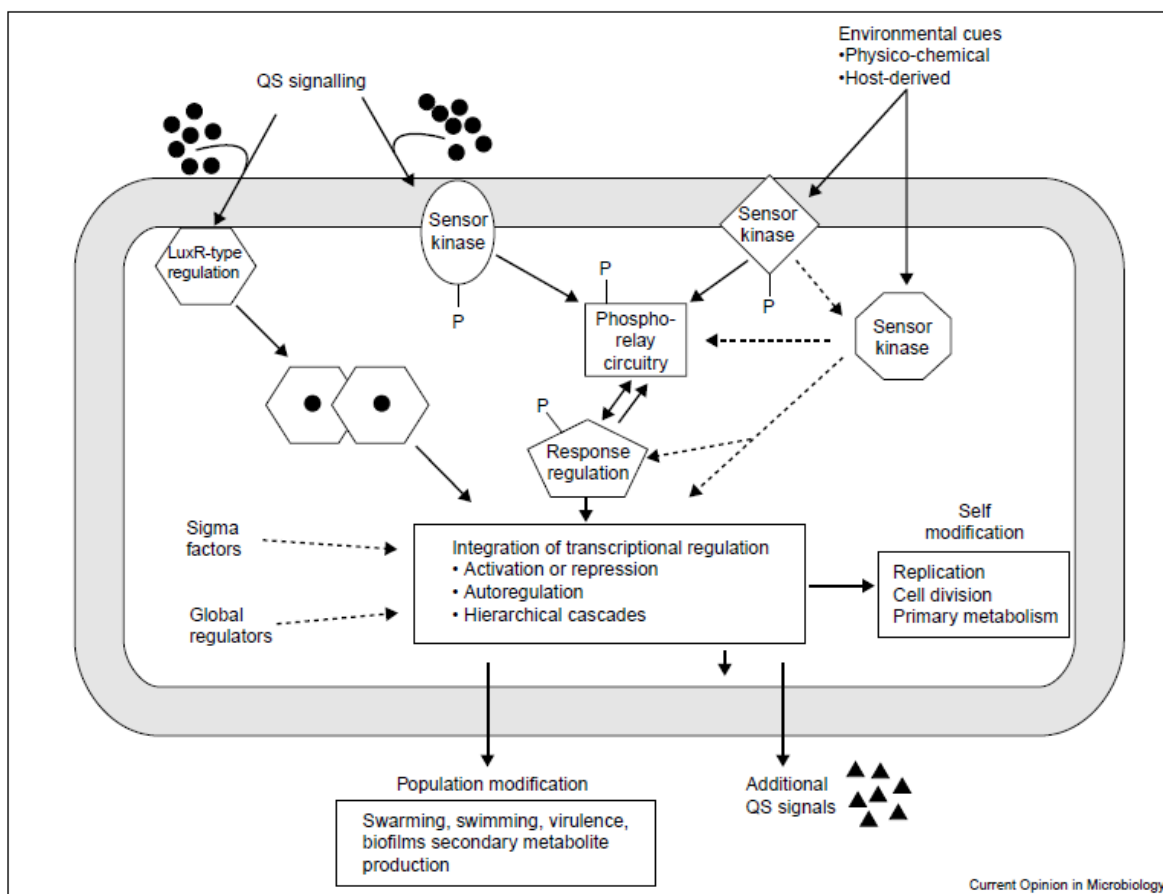 Environmental cues
•Physico-chemical
•Host-derived
QS signalling
Sensor
kinase
Sensor
kinase
LuxR-type
regulation
P
P
P
Phospho-
relay
circuitry
Sensor
kinase
P
Response
regulation
Sigma
factors
Global
regulators
Integration of transcriptional regulation
• Activation or repression
• Autoregulation
• Hierarchical cascades
Self
modification
Replication
Cell division
Primary metabolism
Population modification
Swarming, swimming, virulence,
biofilms secondary metabolite
production
Additional
QS signals
Current Opinion in Microbiology